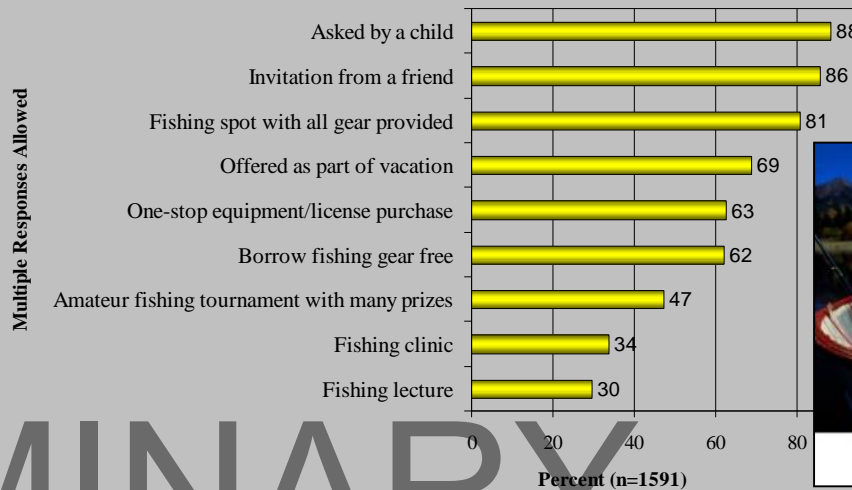 Multiple Responses Allowed
Asked by a child 88
Invitation from a friend 86
Fishing spot with all gear provided 81
Offered as part of vacation 69
One-stop equipment/license purchase 63
Borrow fishing gear free 62
Amateur fishing tournament with many prizes 47
Fishing clinic 34
Fishing lecture 30
0 20 40 60 80
Percent (n=1591)
MINARY